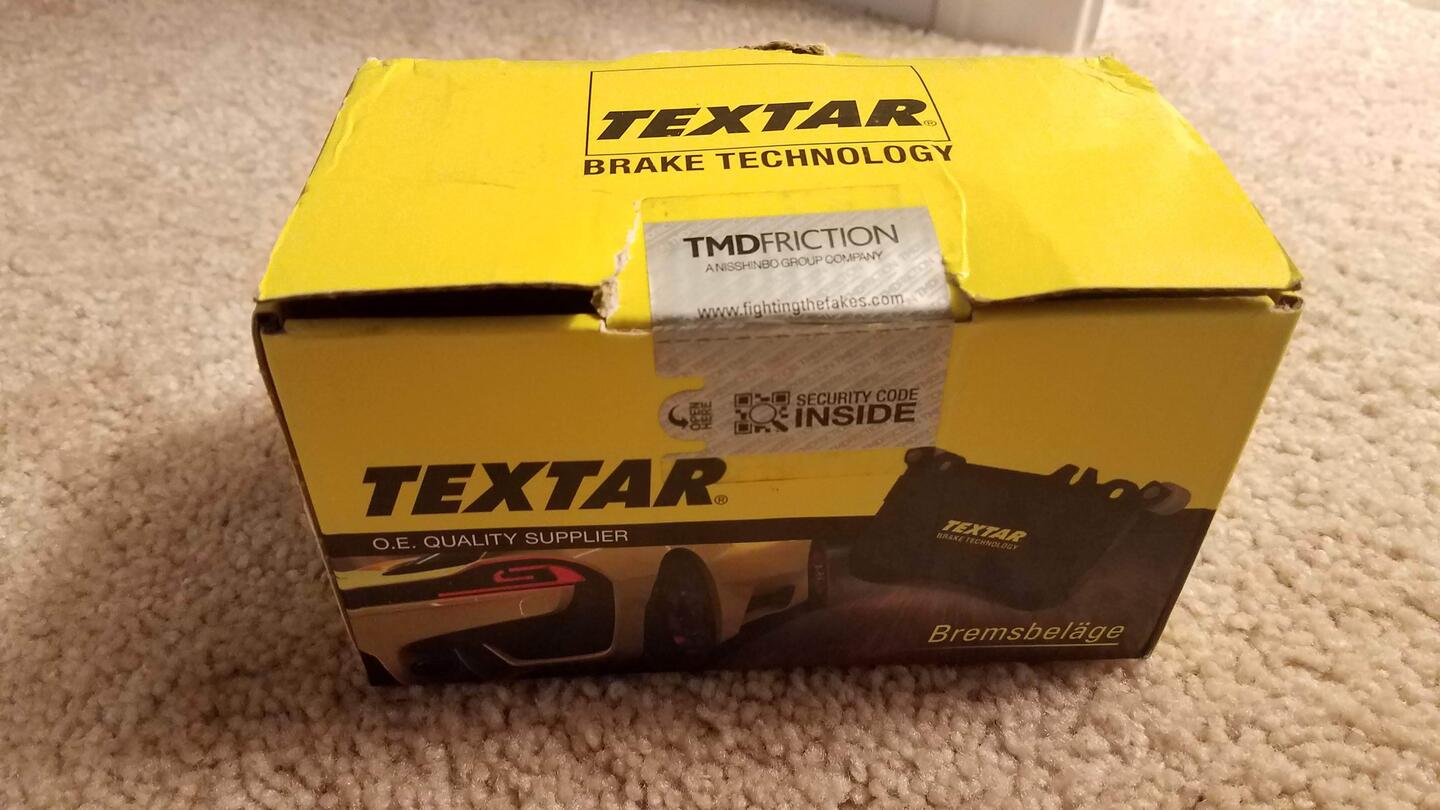 TEXTAR®
BRAKE TECHNOLOGY
TMDFRICTION
A NISSHINBO GROUP COMPANY
www.fightingthefakes.com
OPEN
HERE
SECURITY CODE
INSIDE
TEXTAR®
O.E. QUALITY SUPPLIER
TEXTAR
BRAKE TECHNOLOGY
Bremsbeläge